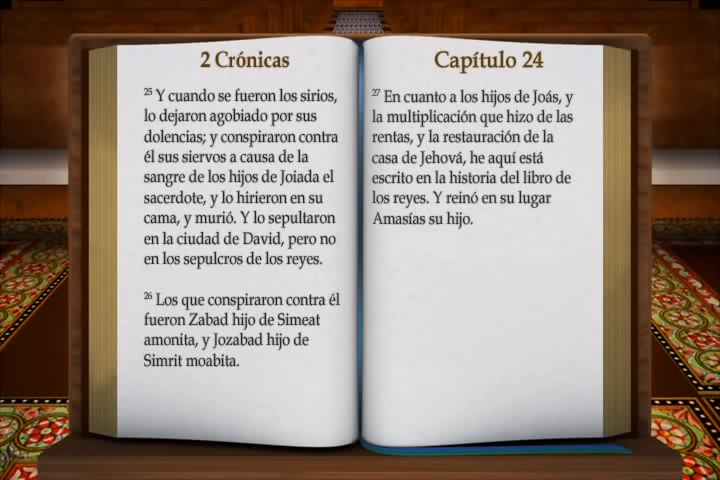 2 Crónicas
25 Y cuando se fueron los sirios,
lo dejaron agobiado por sus
dolencias; y conspiraron contra
él sus siervos a causa de la
sangre de los hijos de Joiada el
sacerdote, y lo hirieron en su
cama, y murió. Y lo sepultaron
en la ciudad de David, pero no
en los sepulcros de los reyes.
26 Los que conspiraron contra él
fueron Zabad hijo de Simeat
amonita, y Jozabad hijo de
Simrit moabita.
Capítulo 24
27 En cuanto a los hijos de Joás, y
la multiplicación que hizo de las
rentas, y la restauración de la
casa de Jehová, he aquí está
escrito en la historia del libro de
los reyes. Y reinó en su lugar
Amasías su hijo.